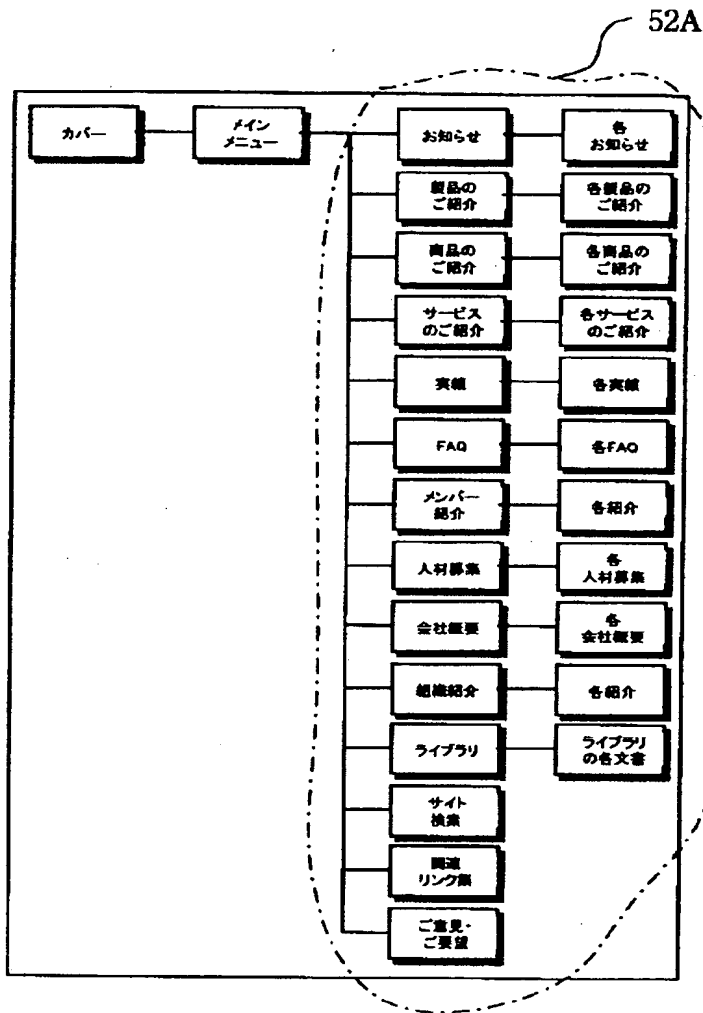 52A
カバー
メイン
メニュー
お知らせ
各
お知らせ
製品の
ご紹介
各製品の
ご紹介
商品の
ご紹介
各商品の
ご紹介
サービス
のご紹介
各サービス
のご紹介
実績
各実績
FAQ
各FAQ
メンバー
紹介
各紹介
人材募集
各
人材募集
会社概要
各
会社概要
組織紹介
各紹介
ライブラリ
ライブラリ
の各文書
サイト
検索
関連
リンク集
ご意見・
ご要望